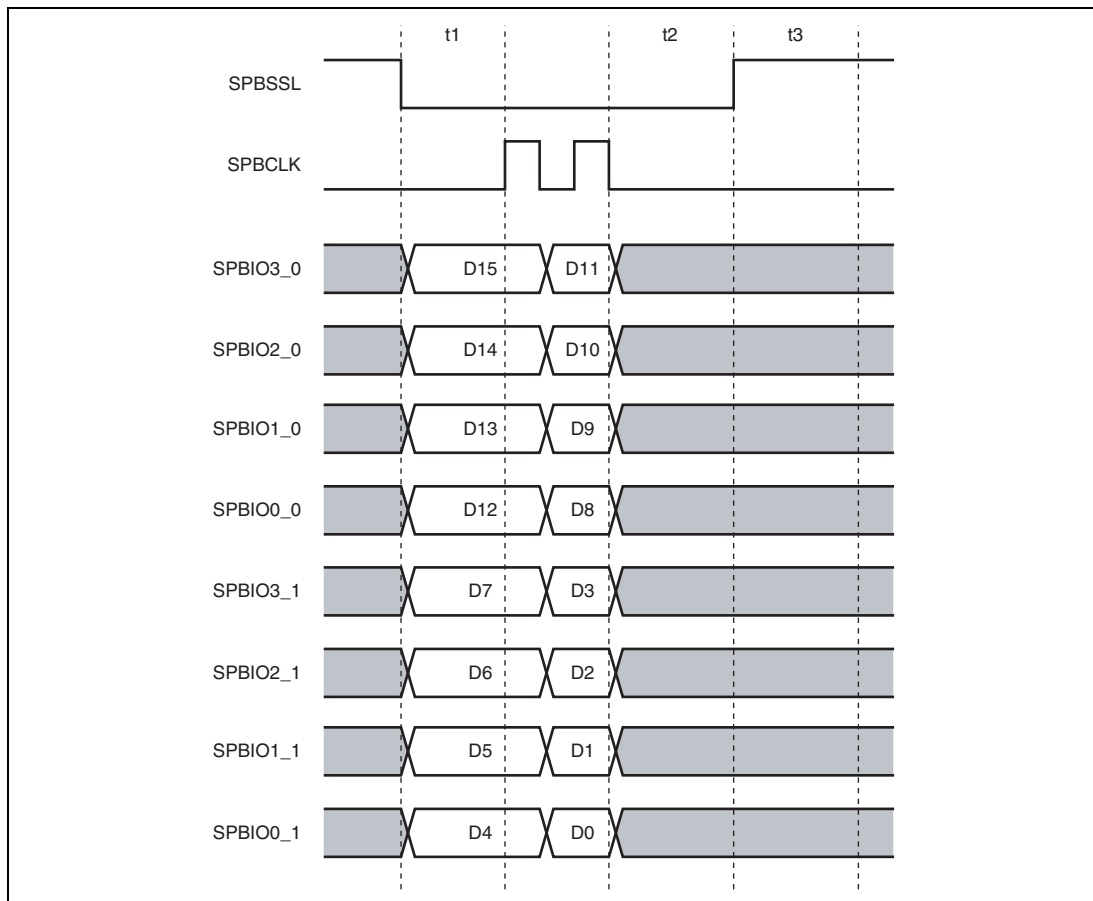 t1 t2 t3
SPBSSL
SPBCLK
SPBIO3_0 D15 D11
SPBIO2_0 D14 D10
SPBIO1_0 D13 D9
SPBIO0_0 D12 D8
SPBIO3_1 D7 D3
SPBIO2_1 D6 D2
SPBIO1_1 D5 D1
SPBIO0_1 D4 D0